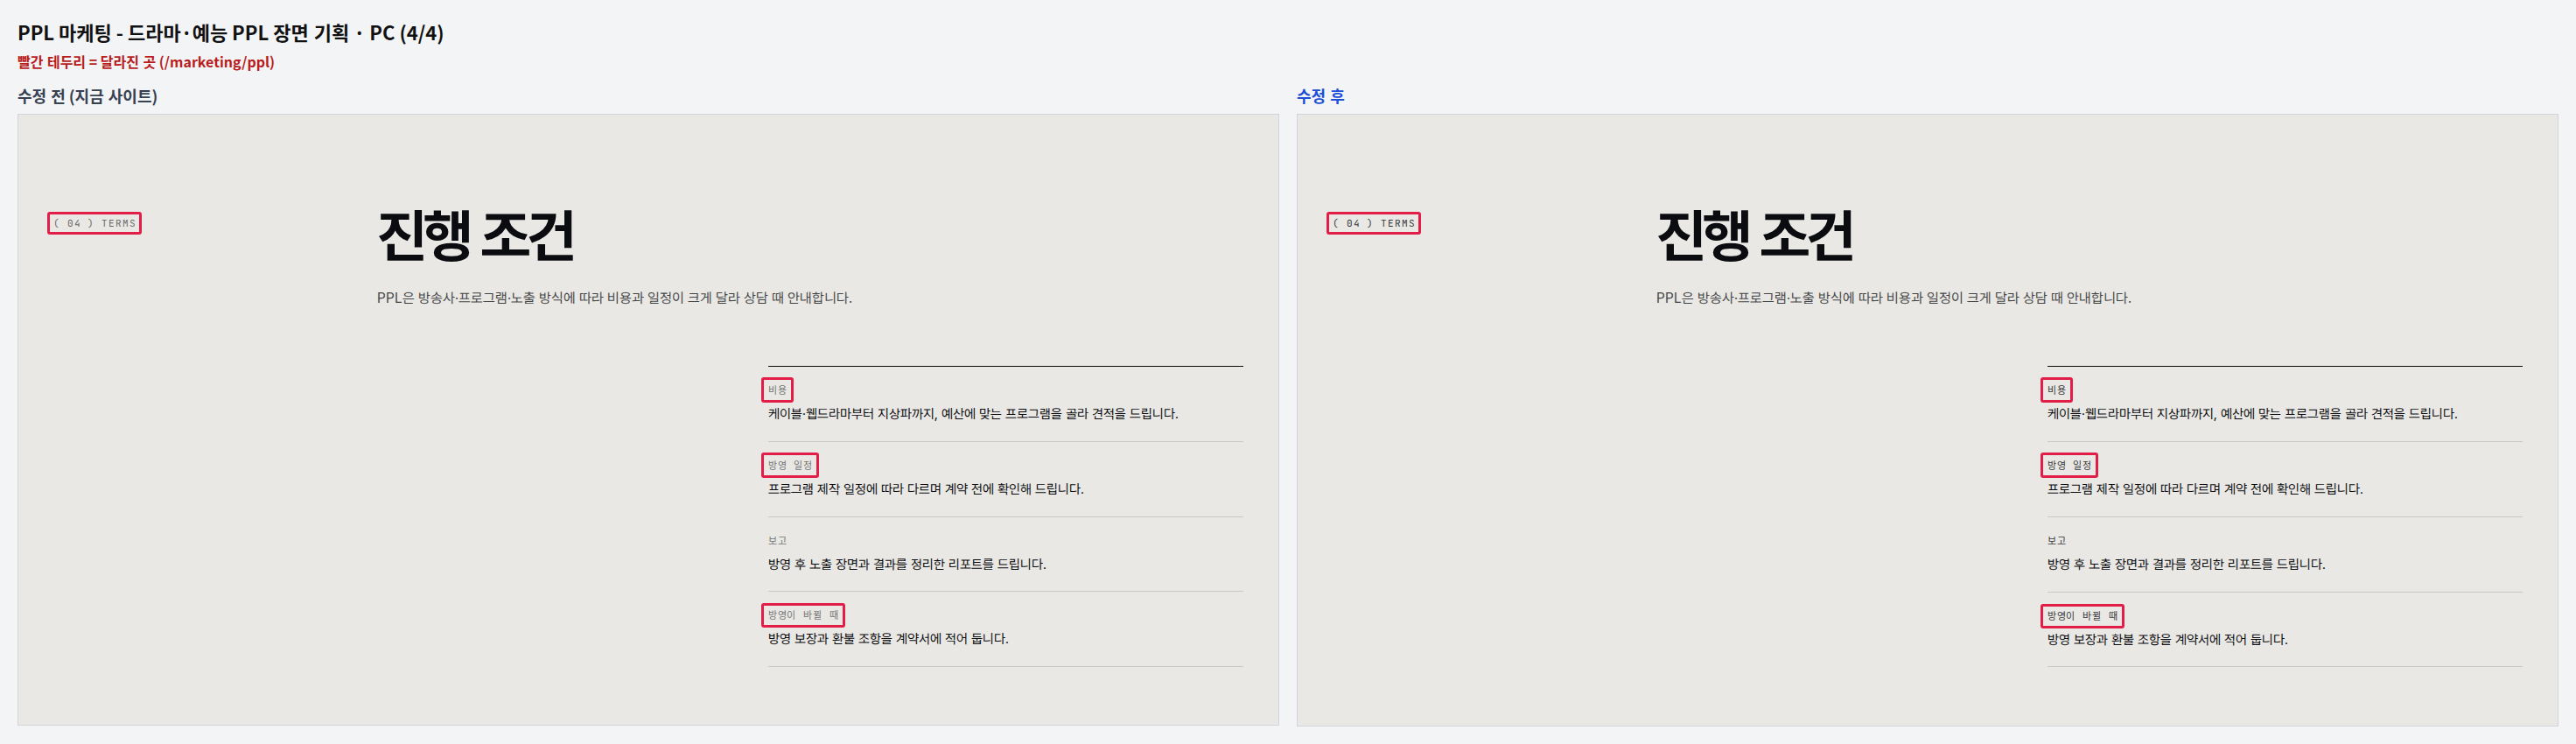 PPL 마케팅 - 드라마·예능 PPL 장면 기획 · PC (4/4)
빨간 테두리 = 달라진 곳 (/marketing/ppl)
수정 전 (지금 사이트)
( 04 ) TERMS
진행 조건
PPL은 방송사·프로그램·노출 방식에 따라 비용과 일정이 크게 달라 상담 때 안내합니다.
비용
케이블·웹드라마부터 지상파까지, 예산에 맞는 프로그램을 골라 견적을 드립니다.
방영 일정
프로그램 제작 일정에 따라 다르며 계약 전에 확인해 드립니다.
보고
방영 후 노출 장면과 결과를 정리한 리포트를 드립니다.
방영이 바뀔 때
방영 보장과 환불 조항을 계약서에 적어 둡니다.
수정 후
( 04 ) TERMS
진행 조건
PPL은 방송사·프로그램·노출 방식에 따라 비용과 일정이 크게 달라 상담 때 안내합니다.
비용
케이블·웹드라마부터 지상파까지, 예산에 맞는 프로그램을 골라 견적을 드립니다.
방영 일정
프로그램 제작 일정에 따라 다르며 계약 전에 확인해 드립니다.
보고
방영 후 노출 장면과 결과를 정리한 리포트를 드립니다.
방영이 바뀔 때
방영 보장과 환불 조항을 계약서에 적어 둡니다.